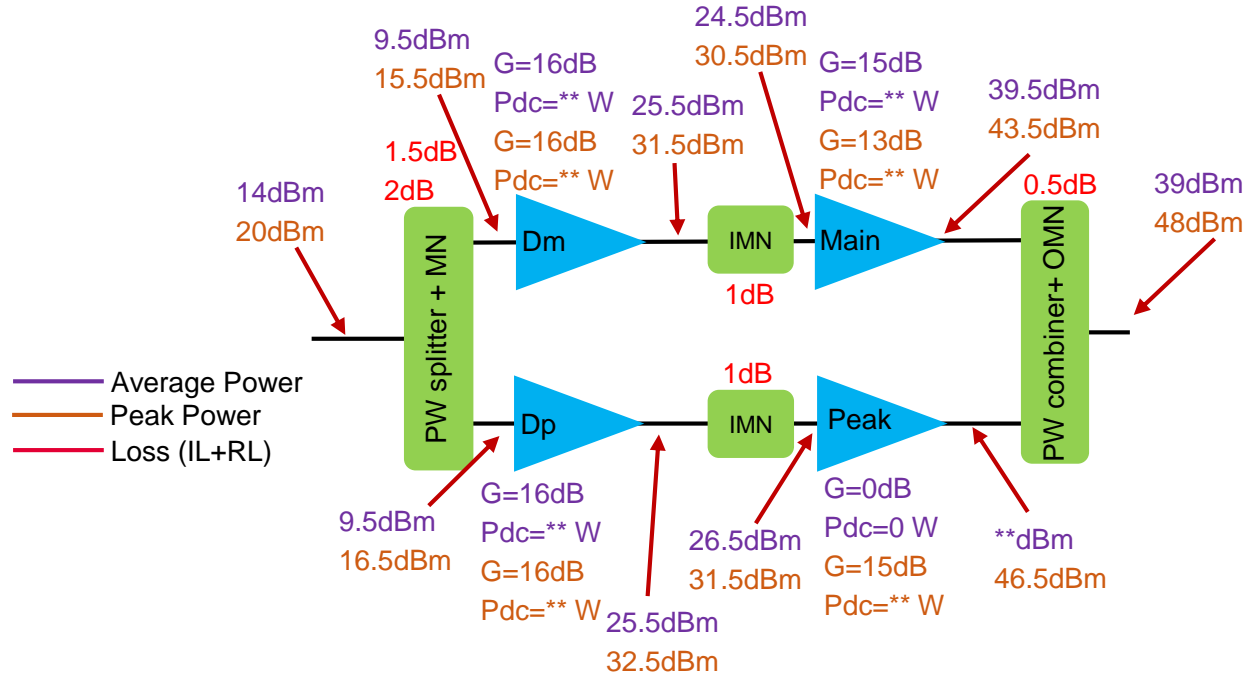 24.5dBm
30.5dBm
9.5dBm
15.5dBm
G=16dB
Pdc=** W
G=16dB
Pdc=** W
G=15dB
Pdc=** W
G=13dB
Pdc=** W
25.5dBm
31.5dBm
39.5dBm
43.5dBm
1.5dB
2dB
14dBm
20dBm
0.5dB
39dBm
48dBm
PW splitter + MN
Dm
IMN
1dB
Main
PW combiner+ OMN
Average Power
Peak Power
Loss (IL+RL)
Dp
1dB
IMN
Peak
9.5dBm
16.5dBm
G=16dB
Pdc=** W
G=16dB
Pdc=** W
25.5dBm
32.5dBm
26.5dBm
31.5dBm
G=0dB
Pdc=0 W
G=15dB
Pdc=** W
**dBm
46.5dBm